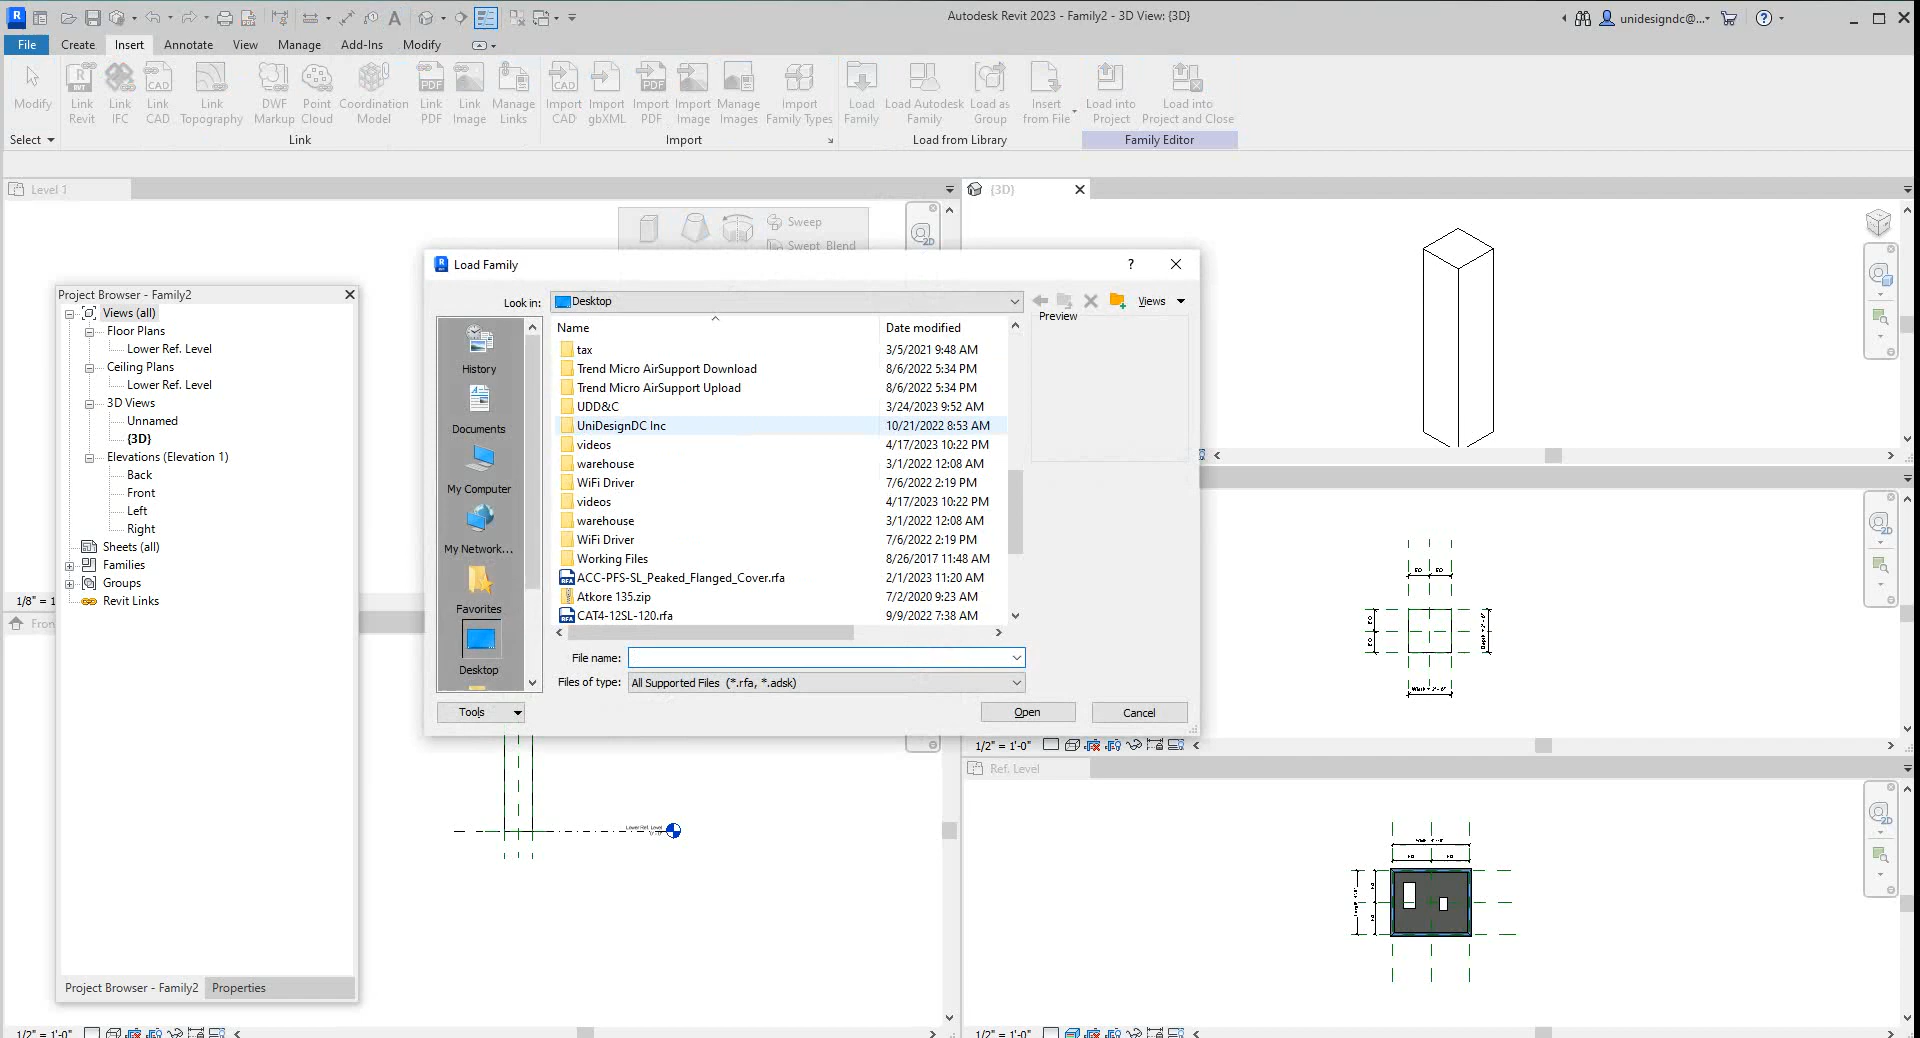 Autodesk Revit 2023 - Family2 - 3D View: {3D}
unidesigndc@...
File Create Insert Annotate View Manage Add-Ins Modify
Modify
Link Revit
Link IFC
Link CAD
Link Topography
DWF Markup
Point Cloud
Coordination Model
Link PDF
Link Image
Manage Links
Import CAD
Import gbXML
Import PDF
Import Image
Manage Images
Import Family Types
Load Family
Load Autodesk Family
Load as Group
Insert from File
Load into Project
Load into Project and Close
Select
Link
Import
Load from Library
Family Editor
Level 1
{3D}
Sweep
Swept Blend
Project Browser - Family2
Views (all)
Floor Plans
Lower Ref. Level
Ceiling Plans
Lower Ref. Level
3D Views
Unnamed
{3D}
Elevations (Elevation 1)
Back
Front
Left
Right
Sheets (all)
Families
Groups
Revit Links
Project Browser - Family2
Properties
Load Family
?
Look in:
Desktop
Views
Preview
History
Documents
My Computer
My Network...
Favorites
Desktop
Name Date modified
tax 3/5/2021 9:48 AM
Trend Micro AirSupport Download 8/6/2022 5:34 PM
Trend Micro AirSupport Upload 8/6/2022 5:34 PM
UDD&C 3/24/2023 9:52 AM
UniDesignDC Inc 10/21/2022 8:53 AM
videos 4/17/2023 10:22 PM
warehouse 3/1/2022 12:08 AM
WiFi Driver 7/6/2022 2:19 PM
videos 4/17/2023 10:22 PM
warehouse 3/1/2022 12:08 AM
WiFi Driver 7/6/2022 2:19 PM
Working Files 8/26/2017 11:48 AM
ACC-PFS-SL_Peaked_Flanged_Cover.rfa 2/1/2023 11:20 AM
Atkore 135.zip 7/2/2020 9:23 AM
CAT4-12SL-120.rfa 9/9/2022 7:38 AM
File name:
Files of type: All Supported Files (*.rfa, *.adsk)
Tools
Open
Cancel
1/8" = 1
Fron
Lower Ref. Level
1/2" = 1'-0"
1/2" = 1'-0"
Ref. Level
EQ EQ
EQ
EQ
1/2" = 1'-0"